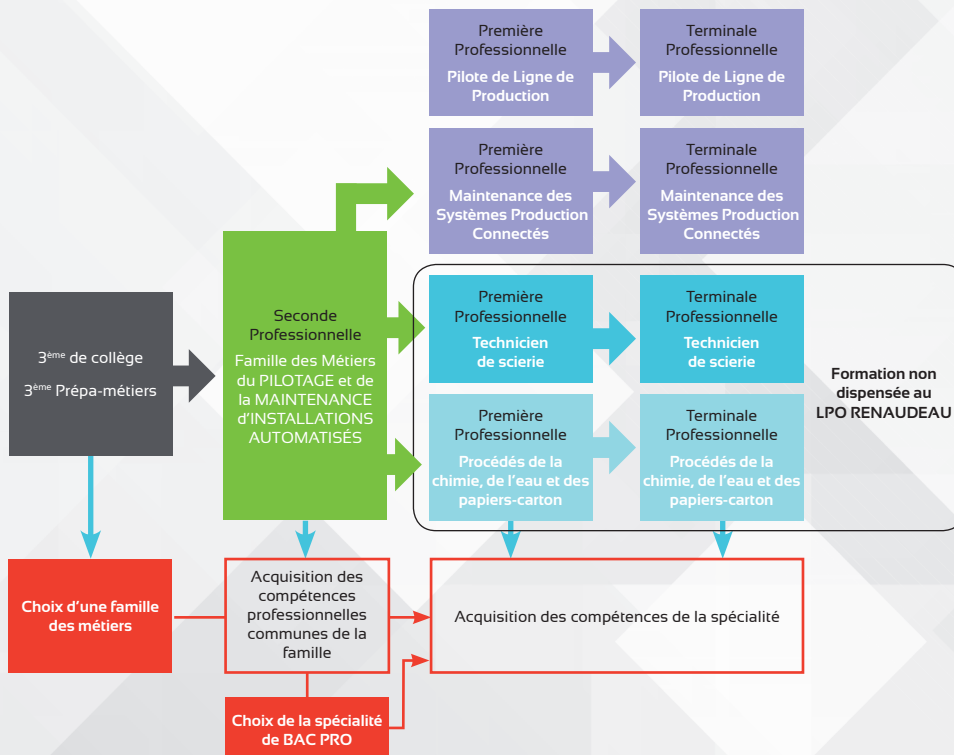 Première
Professionnelle
Pilote de Ligne de
Production
Terminale
Professionnelle
Pilote de Ligne de
Production
Première
Professionnelle
Maintenance des
Systèmes Production
Connectés
Terminale
Professionnelle
Maintenance des
Systèmes Production
Connectés
3ème de collège
3ème Prépa-métiers
Seconde
Professionnelle
Famille des Métiers
du PILOTAGE et de
la MAINTENANCE
d'INSTALLATIONS
AUTOMATISÉS
Première
Professionnelle
Technicien
de scierie
Terminale
Professionnelle
Technicien
de scierie
Formation non
dispensée au
LPO RENAUDEAU
Première
Professionnelle
Procédés de la
chimie, de l'eau et des
papiers-carton
Terminale
Professionnelle
Procédés de la
chimie, de l'eau et des
papiers-carton
Choix d'une famille
des métiers
Acquisition des
compétences
professionnelles
communes de la
famille
Acquisition des compétences de la spécialité
Choix de la spécialité
de BAC PRO